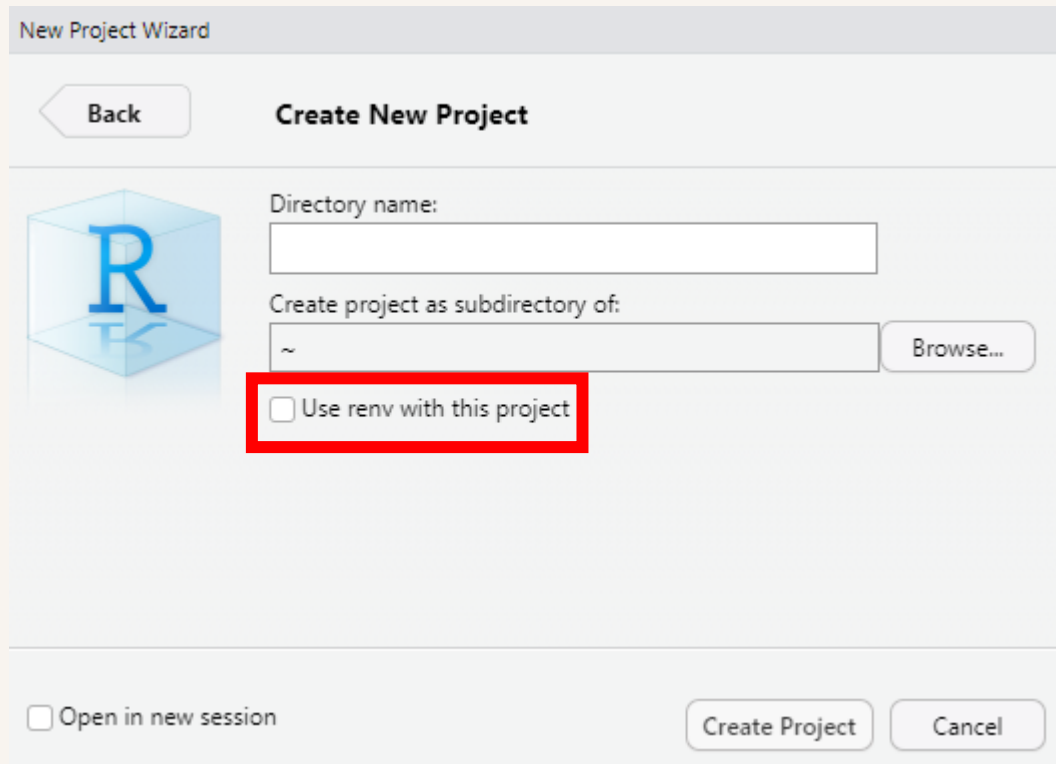 New Project Wizard
Back
Create New Project
R
Directory name:
Create project as subdirectory of:
~
Browse...
Use renv with this project
Open in new session
Create Project
Cancel